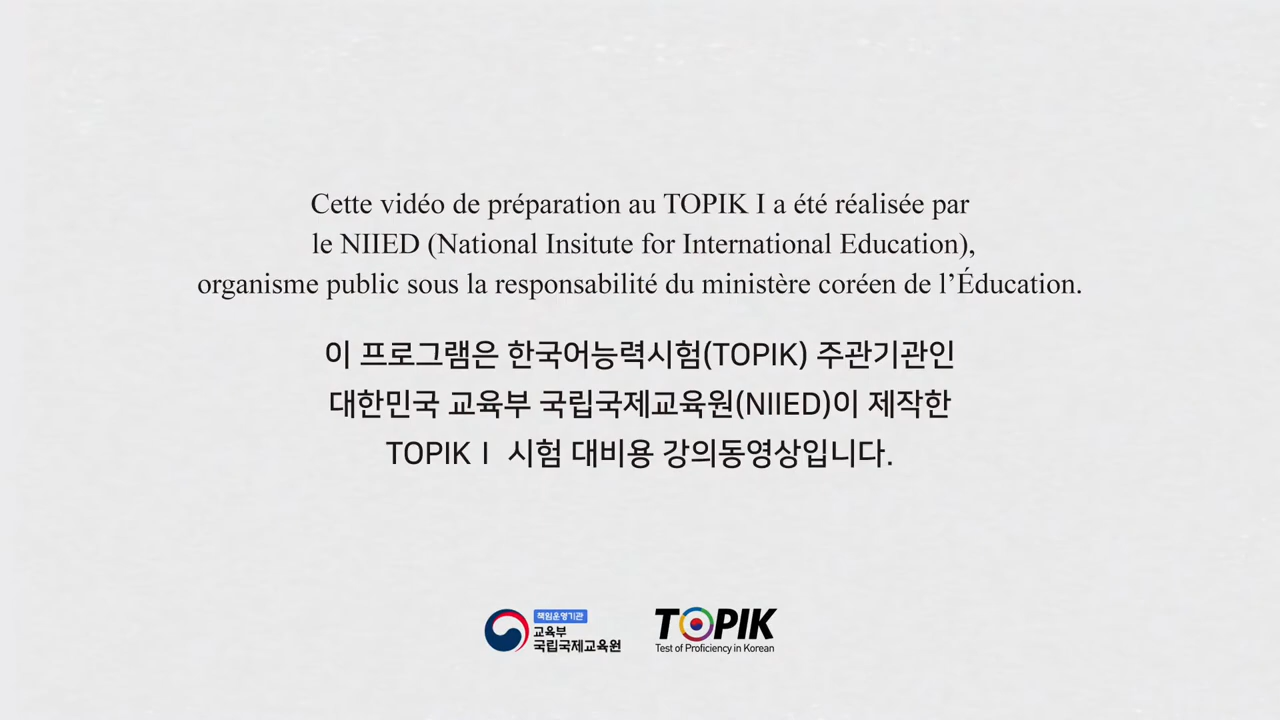 Cette vidéo de préparation au TOPIK I a été réalisée par
le NIIED (National Insitute for International Education),
organisme public sous la responsabilité du ministère coréen de l’Éducation.
이 프로그램은 한국어능력시험(TOPIK) 주관기관인
대한민국 교육부 국립국제교육원(NIIED)이 제작한
TOPIKⅠ 시험 대비용 강의동영상입니다.
책임운영기관
교육부
국립국제교육원
TOPIK
Test of Proficiency in Korean